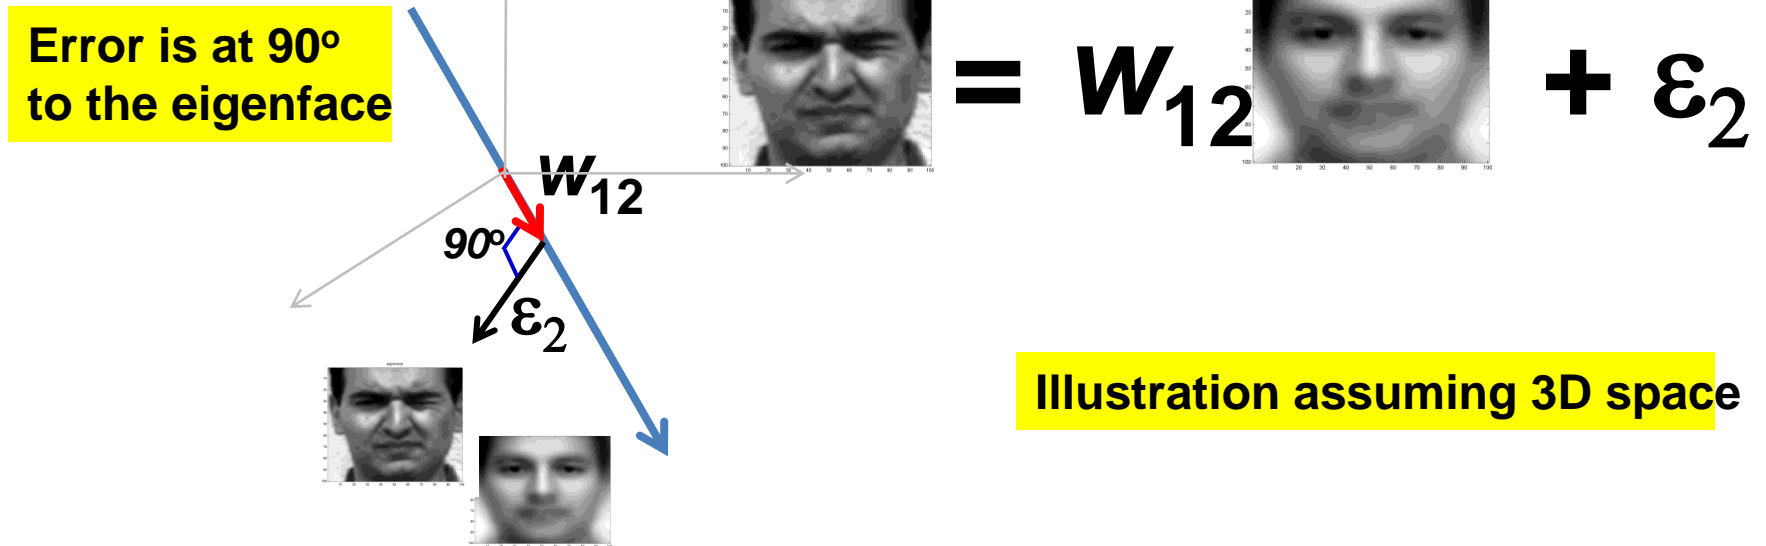 Error is at 90o
to the eigenface
= w12 + ε2
w12
90o
ε2
Illustration assuming 3D space